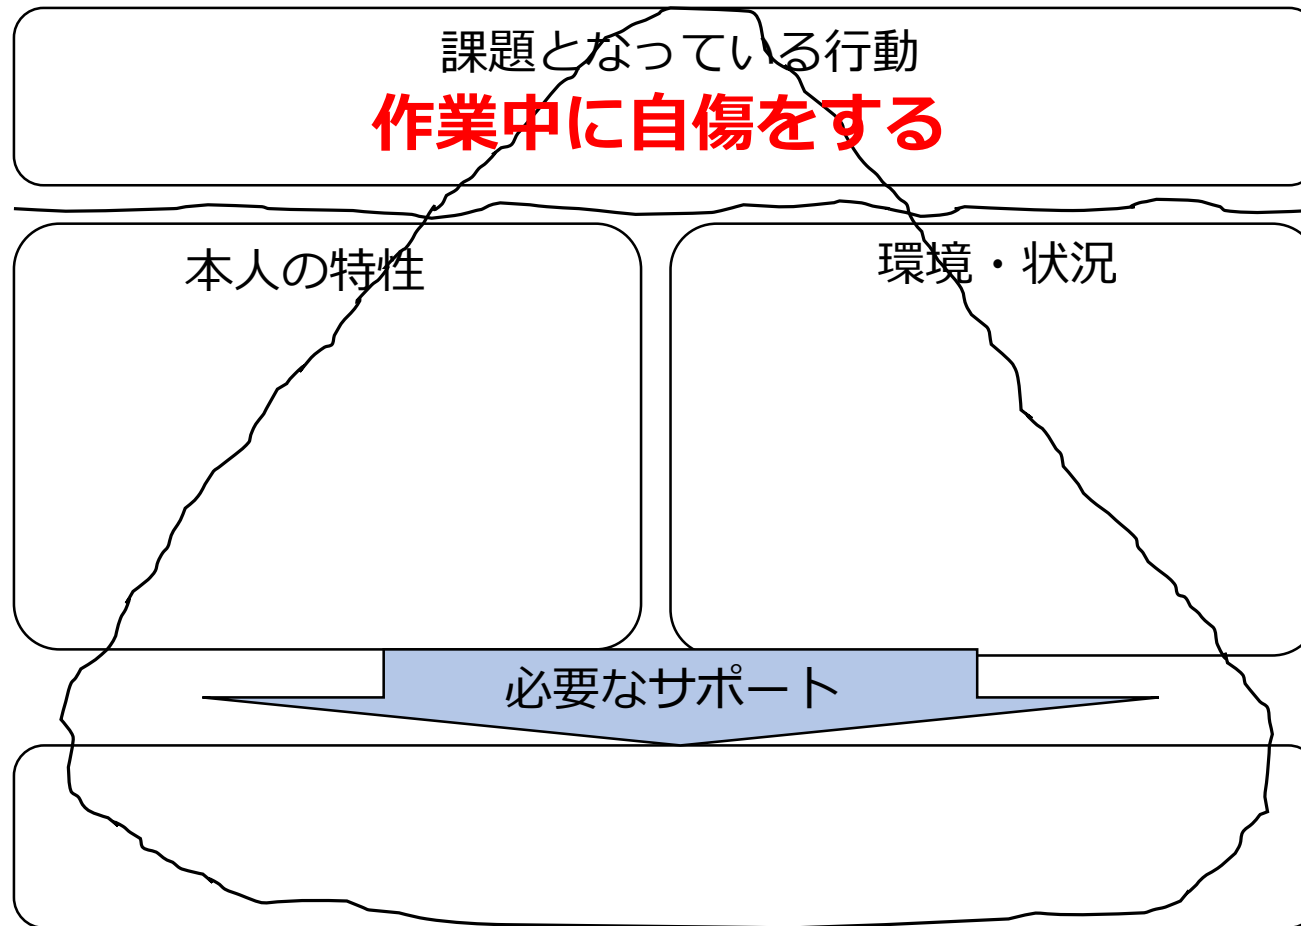 課題となっている行動
作業中に自傷をする
本人の特性
環境・状況
必要なサポート